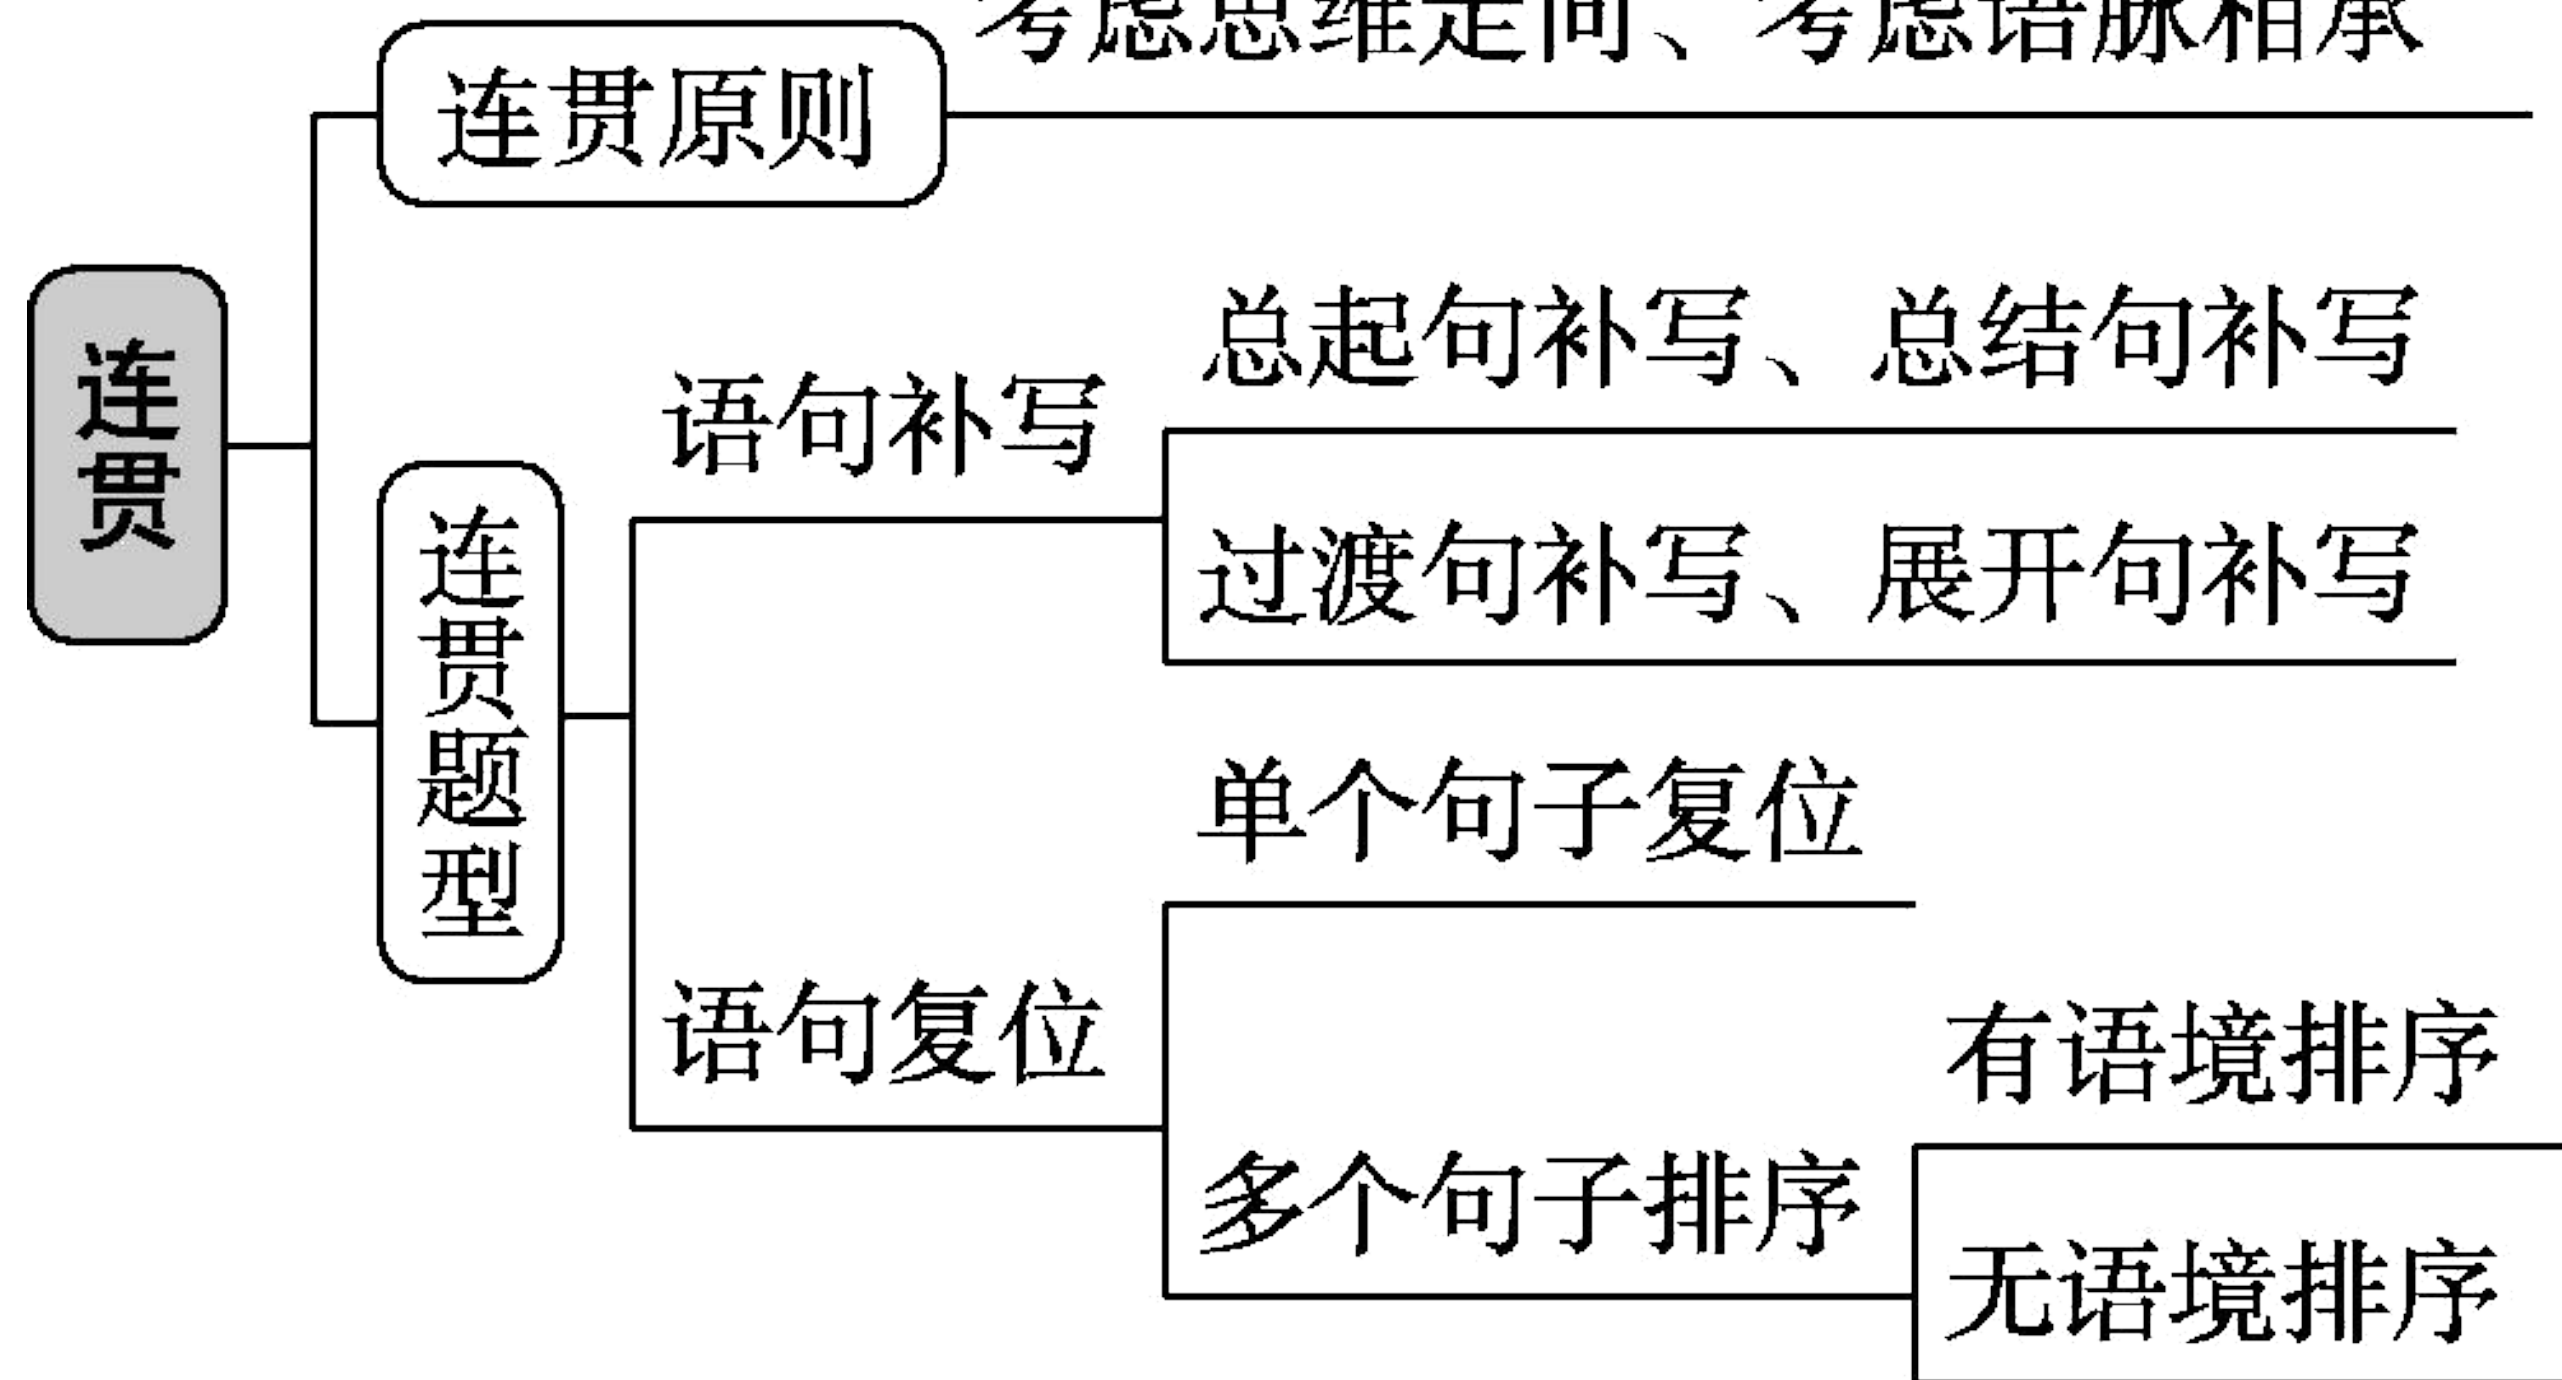 考虑思维走向、考虑语脉相承
连贯原则
连贯
连贯题型
语句补写
总起句补写、总结句补写
过渡句补写、展开句补写
语句复位
单个句子复位
多个句子排序
有语境排序
无语境排序